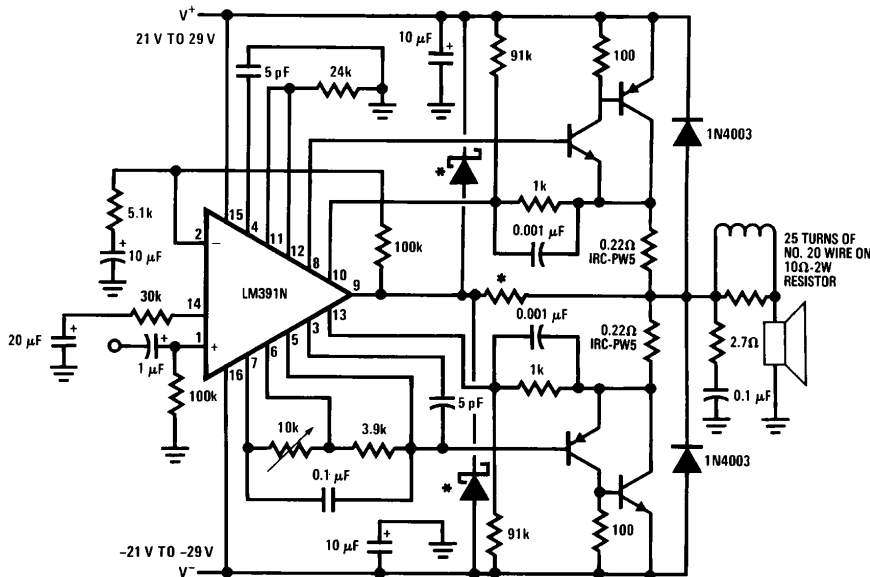 V+
21 V TO 29 V
10 µF
+
91k
100
5 pF
24k
1N4003
*
5.1k
+
10 µF
2
−
15
4
11
12
8
10
9
LM391N
100k
1k
0.001 µF
0.22Ω
IRC-PW5
25 TURNS OF
NO. 20 WIRE ON
10Ω-2W
RESISTOR
*
30k
14
13
3
5
6
7
16
20 µF
+
+
1 µF
1
+
100k
0.001 µF
1k
0.22Ω
IRC-PW5
2.7Ω
0.1 µF
5 pF
10k
3.9k
0.1 µF
*
1N4003
91k
100
10 µF
+
−21 V TO −29 V
V−